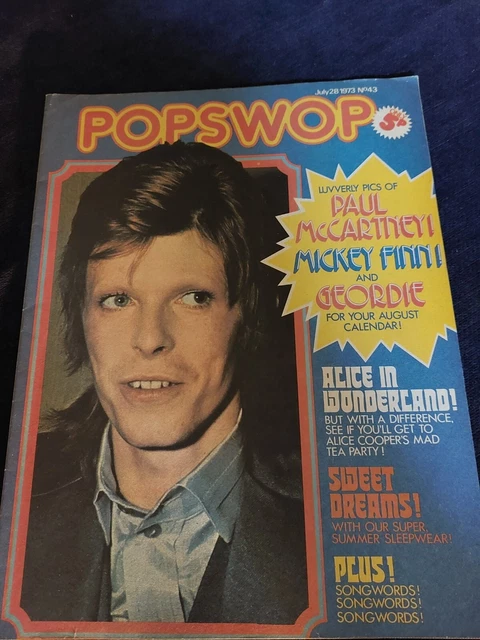 July 28 1973 Nº43
POPSWOP
5p
LUVVERLY PICS OF
PAUL
McCARTNEY!
MICKEY FINN!
AND
GEORDIE
FOR YOUR AUGUST
CALENDAR!
ALICE IN
WONDERLAND!
BUT WITH A DIFFERENCE,
SEE IF YOU'LL GET TO
ALICE COOPER'S MAD
TEA PARTY!
SWEET
DREAMS!
WITH OUR SUPER,
SUMMER SLEEPWEAR!
PLUS!
SONGWORDS!
SONGWORDS!
SONGWORDS!